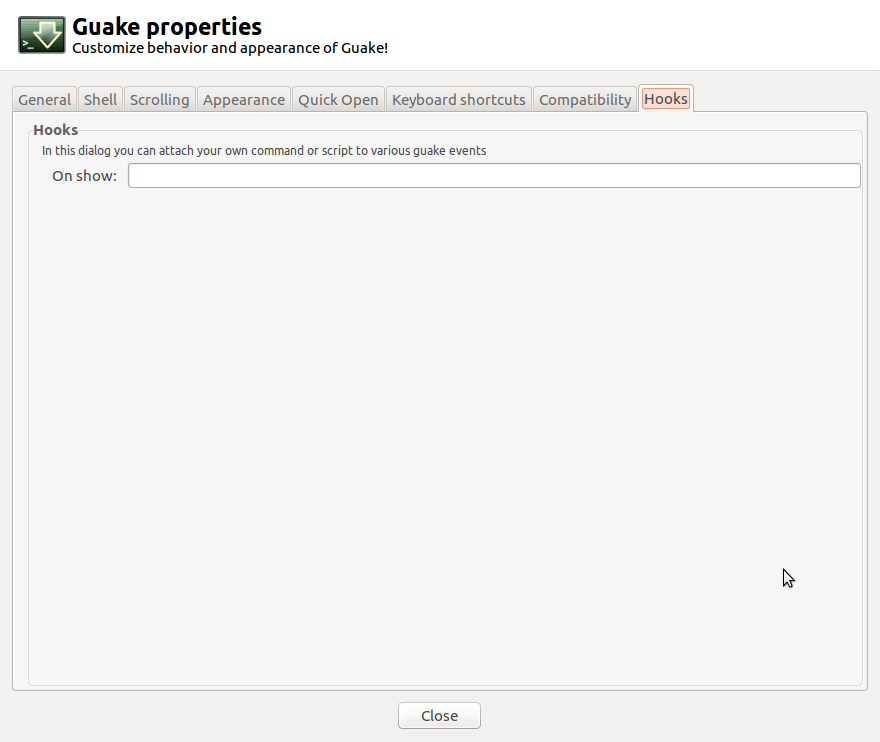 Guake properties
Customize behavior and appearance of Guake!
General Shell Scrolling Appearance Quick Open Keyboard shortcuts Compatibility Hooks
Hooks
In this dialog you can attach your own command or script to various guake events
On show:
Close